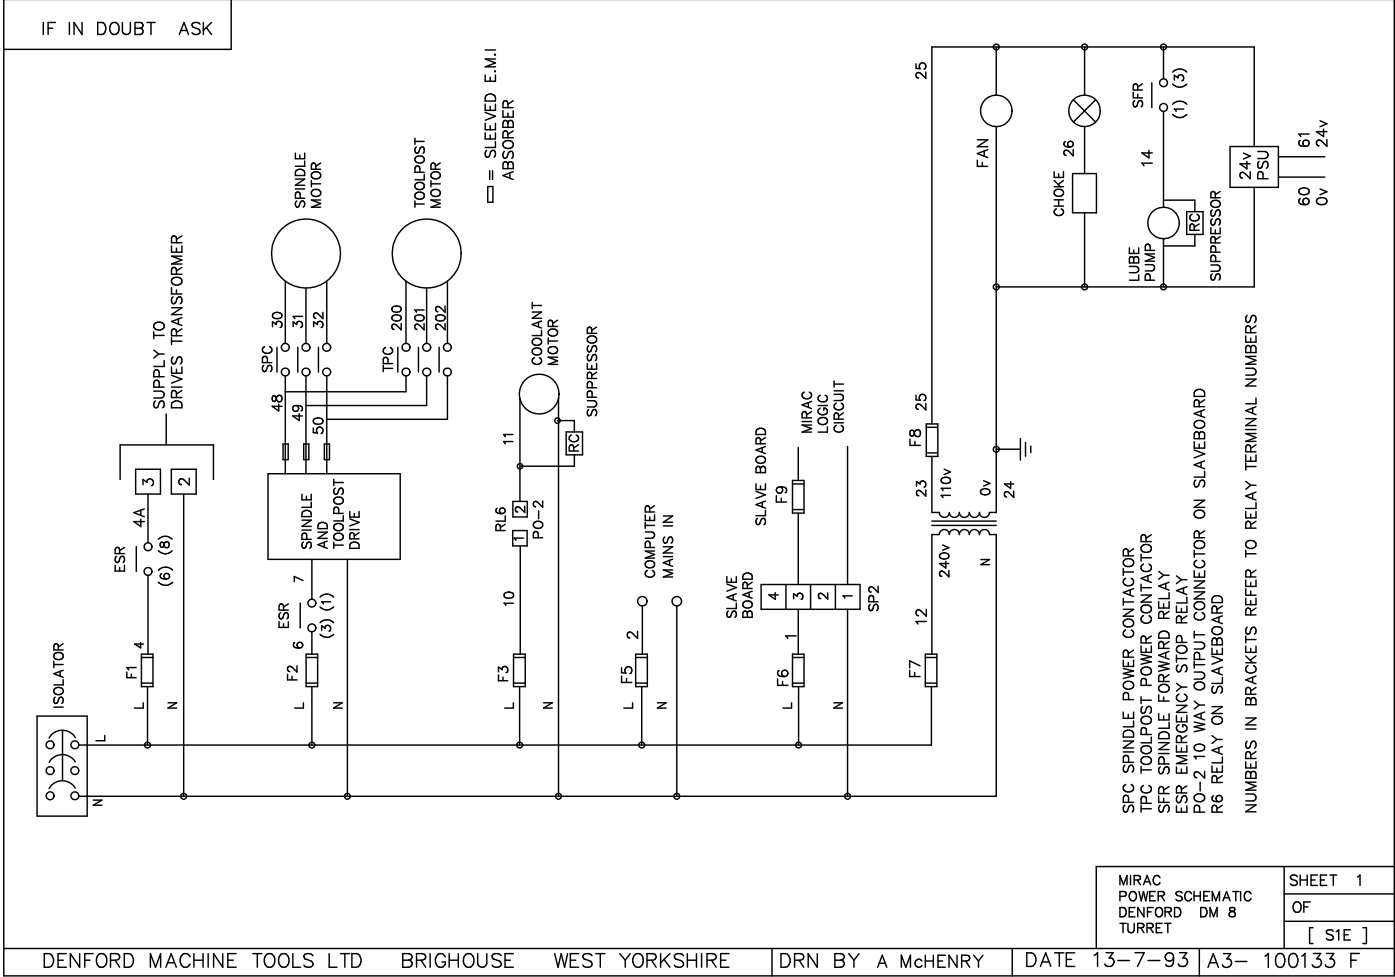 IF IN DOUBT ASK
= SLEEVED E.M.I
ABSORBER
ISOLATOR
L
N
SUPPLY TO
DRIVES TRANSFORMER
3
2
4A
ESR
(6) (8)
4
F1
L
N
SPINDLE
MOTOR
TOOLPOST
MOTOR
30
31
32
200
201
202
SPC
TPC
48
49
50
SPINDLE
AND
TOOLPOST
DRIVE
7
ESR
(3) (1)
6
F2
L
N
COOLANT
MOTOR
SUPPRESSOR
RC
11
RL6
1
2
PO-2
10
F3
L
N
COMPUTER
MAINS IN
2
F5
L
N
MIRAC
LOGIC
CIRCUIT
SLAVE BOARD
F9
SLAVE
BOARD
4
3
2
1
SP2
1
F6
L
N
25
25
F8
23
110v
0v
24
240v
N
12
F7
FAN
26
CHOKE
SFR
(1) (3)
14
LUBE
PUMP
RC
SUPPRESSOR
24v
PSU
60
0v
61
24v
SPC SPINDLE POWER CONTACTOR
TPC TOOLPOST POWER CONTACTOR
SFR SPINDLE FORWARD RELAY
ESR EMERGENCY STOP RELAY
PO-2 10 WAY OUTPUT CONNECTOR ON SLAVEBOARD
R6 RELAY ON SLAVEBOARD
NUMBERS IN BRACKETS REFER TO RELAY TERMINAL NUMBERS
MIRAC
POWER SCHEMATIC
DENFORD DM 8
TURRET
SHEET 1
OF
[ S1E ]
DENFORD MACHINE TOOLS LTD BRIGHOUSE WEST YORKSHIRE
DRN BY A McHENRY
DATE 13-7-93
A3- 100133 F